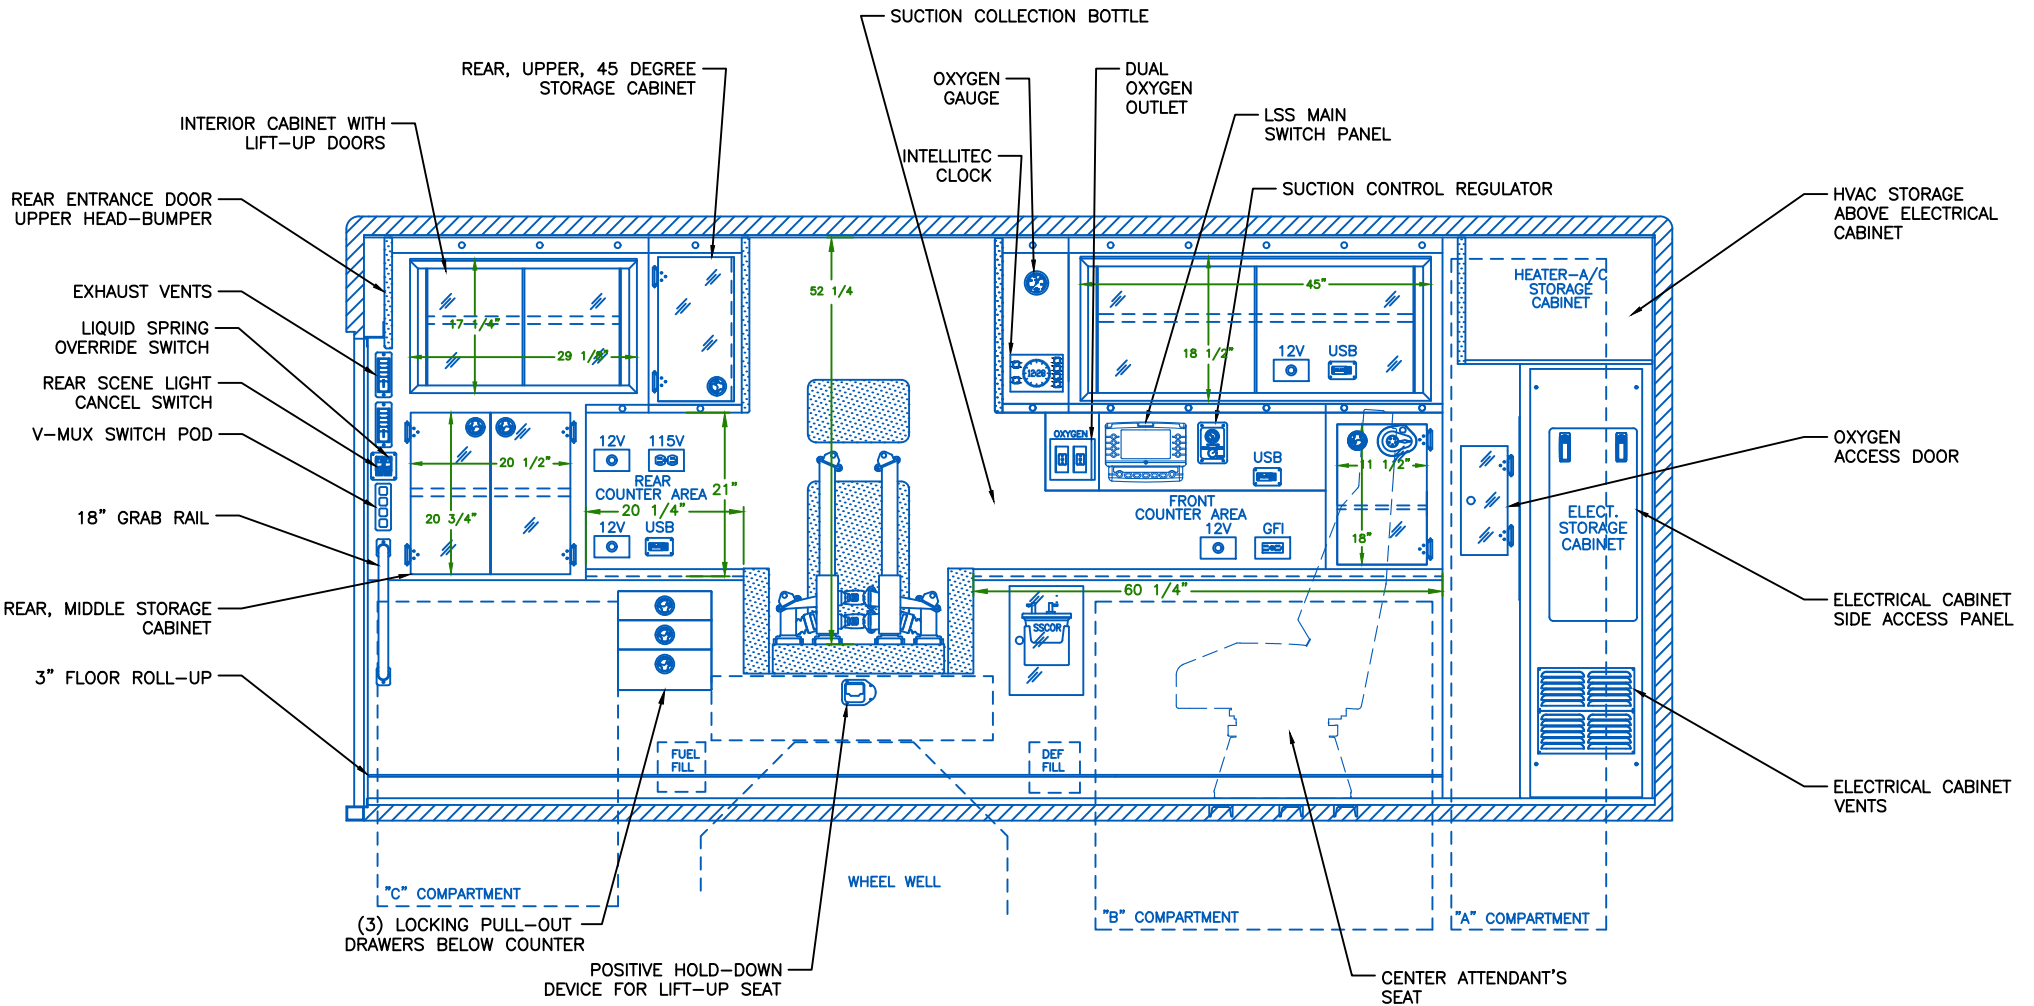 SUCTION COLLECTION BOTTLE
REAR, UPPER, 45 DEGREE
STORAGE CABINET
OXYGEN
GAUGE
DUAL
OXYGEN
OUTLET
INTERIOR CABINET WITH
LIFT-UP DOORS
LSS MAIN
SWITCH PANEL
INTELLITEC
CLOCK
SUCTION CONTROL REGULATOR
REAR ENTRANCE DOOR
UPPER HEAD-BUMPER
HVAC STORAGE
ABOVE ELECTRICAL
CABINET
EXHAUST VENTS
LIQUID SPRING
OVERRIDE SWITCH
REAR SCENE LIGHT
CANCEL SWITCH
V-MUX SWITCH POD
18" GRAB RAIL
REAR, MIDDLE STORAGE
CABINET
3" FLOOR ROLL-UP
17 1/4"
29 1/8"
52 1/4
45"
18 1/2"
12V
USB
HEATER-A/C
STORAGE
CABINET
12:26
20 1/2"
20 3/4"
12V
115V
REAR
COUNTER AREA
21"
20 1/4"
12V
USB
OXYGEN
USB
FRONT
COUNTER AREA
12V
GFI
11 1/2"
18"
ELECT.
STORAGE
CABINET
OXYGEN
ACCESS DOOR
60 1/4"
SSCOR
ELECTRICAL CABINET
SIDE ACCESS PANEL
FUEL
FILL
DEF
FILL
ELECTRICAL CABINET
VENTS
WHEEL WELL
"C" COMPARTMENT
"B" COMPARTMENT
"A" COMPARTMENT
(3) LOCKING PULL-OUT
DRAWERS BELOW COUNTER
POSITIVE HOLD-DOWN
DEVICE FOR LIFT-UP SEAT
CENTER ATTENDANT'S
SEAT